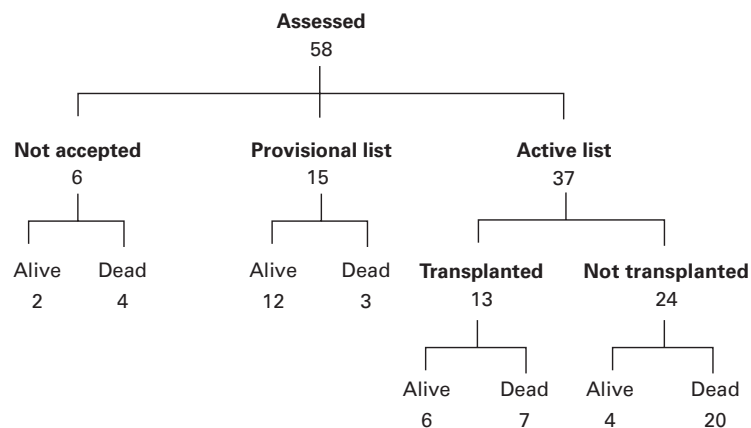 Assessed
58
Not accepted Provisional list Active list
6 15 37
Alive Dead Alive Dead Transplanted Not transplanted
2 4 12 3 13 24
Alive Dead Alive Dead
6 7 4 20